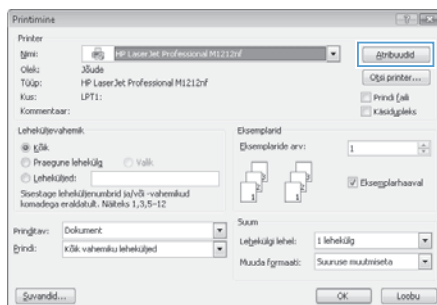 Printimine
Printer
Nimi: HP LaserJet Professional M1212nf
Atribuudid
Olek: Jõude
Tüüp: HP LaserJet Professional M1212nf
Otsi printer...
Kus: LPT1:
Prindi faili
Kommentaar:
Käsidupleks
Leheküljevahemik
Kõik
Praegune lehekülg
Valik
Leheküljed:
Sisestage leheküljenumbrid ja/või -vahemikud
komadega eraldatult. Näiteks 1,3,5-12
Eksemplarid
Eksemplaride arv: 1
Eksemplarhaaval
Prinditav: Dokument
Prindi: Kõik vahemiku leheküljed
Suum
Lehekülgi lehel: 1 lehekülg
Muuda formaati: Suuruse muutmiseta
Suvandid...
OK
Loobu